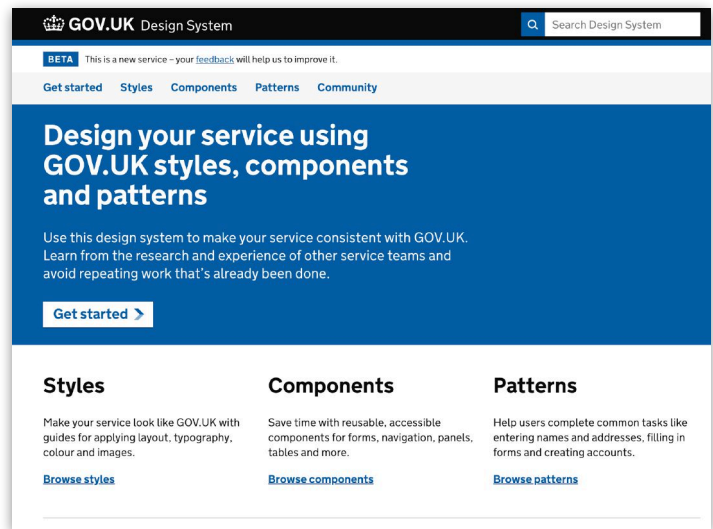 GOV.UK Design System
Search Design System
BETA This is a new service – your feedback will help us to improve it.
Get started Styles Components Patterns Community
Design your service using
GOV.UK styles, components
and patterns
Use this design system to make your service consistent with GOV.UK.
Learn from the research and experience of other service teams and
avoid repeating work that's already been done.
Get started
Styles
Make your service look like GOV.UK with
guides for applying layout, typography,
colour and images.
Browse styles
Components
Save time with reusable, accessible
components for forms, navigation, panels,
tables and more.
Browse components
Patterns
Help users complete common tasks like
entering names and addresses, filling in
forms and creating accounts.
Browse patterns